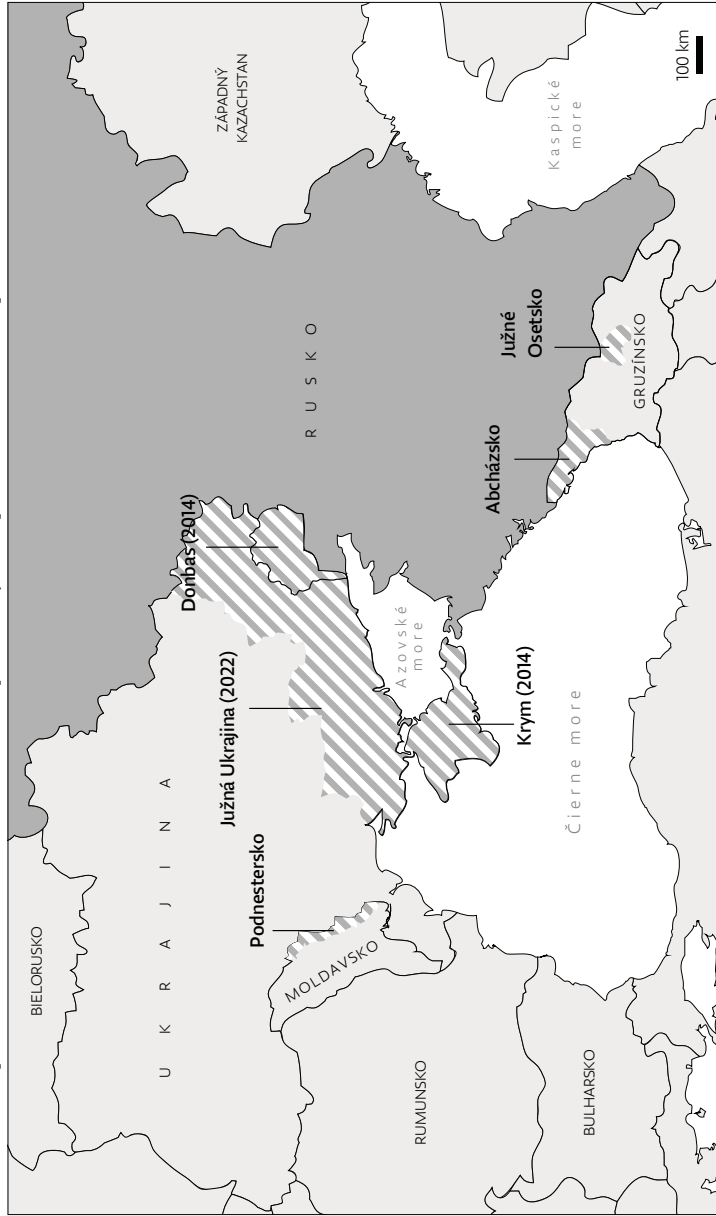 BIELORUSKO
U K R A J I N A
R U S K O
ZÁPADNÝ
KAZACHSTAN
Donbas (2014)
Južná Ukrajina (2022)
Podnestersko
MOLDAVSKO
Azovské
more
RUMUNSKO
Krym (2014)
Abcházsko
Južné
Osetsko
Kaspické
more
Čierne more
BULHARSKO
GRUZÍNSKO
100 km